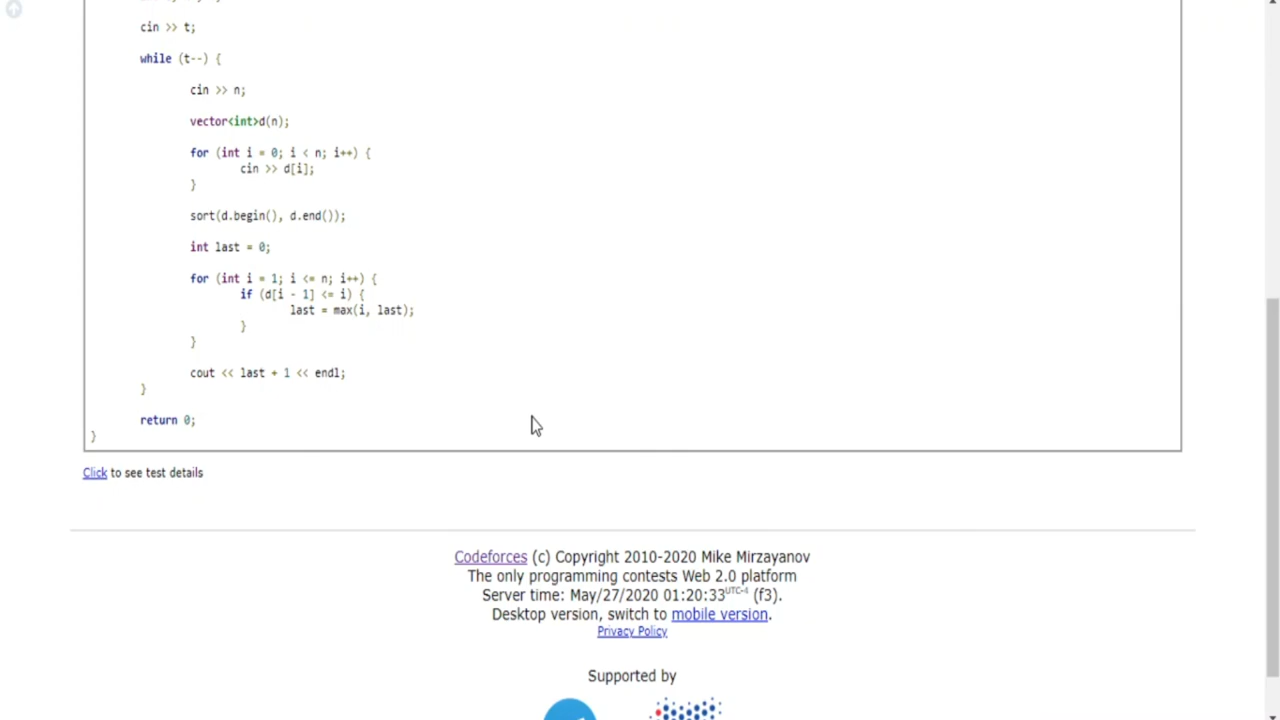 cin >> t;
while (t--) {
cin >> n;
vector<int>d(n);
for (int i = 0; i < n; i++) {
cin >> d[i];
}
sort(d.begin(), d.end());
int last = 0;
for (int i = 1; i <= n; i++) {
if (d[i - 1] <= i) {
last = max(i, last);
}
}
cout << last + 1 << endl;
}
return 0;
}
Click to see test details
Codeforces (c) Copyright 2010-2020 Mike Mirzayanov
The only programming contests Web 2.0 platform
Server time: May/27/2020 01:20:33UTC-4 (f3).
Desktop version, switch to mobile version.
Privacy Policy
Supported by